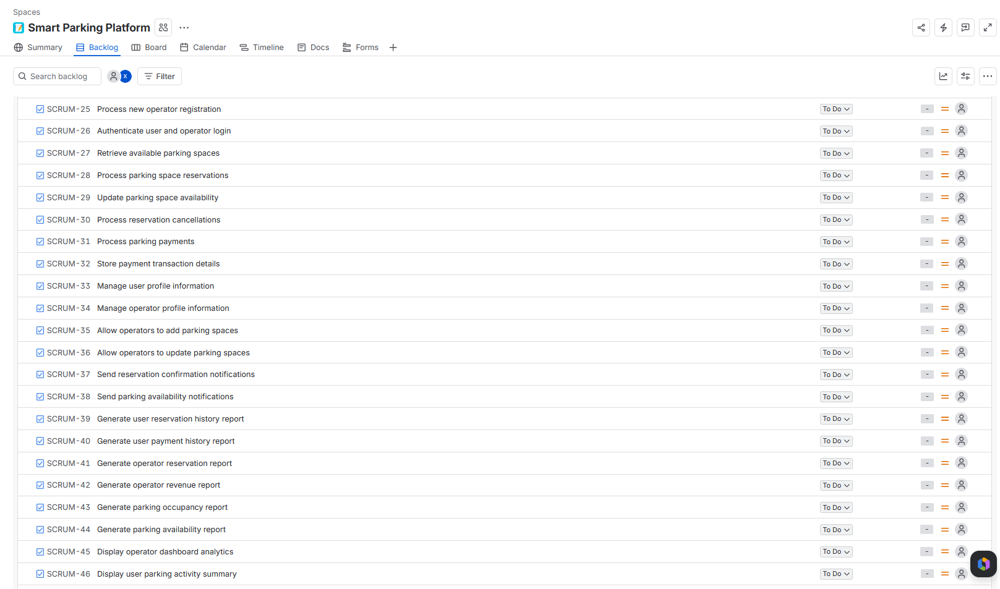 Spaces
Smart Parking Platform
Summary Backlog Board Calendar Timeline Docs Forms
Search backlog X Filter
SCRUM-25 Process new operator registration To Do -
SCRUM-26 Authenticate user and operator login To Do -
SCRUM-27 Retrieve available parking spaces To Do -
SCRUM-28 Process parking space reservations To Do -
SCRUM-29 Update parking space availability To Do -
SCRUM-30 Process reservation cancellations To Do -
SCRUM-31 Process parking payments To Do -
SCRUM-32 Store payment transaction details To Do -
SCRUM-33 Manage user profile information To Do -
SCRUM-34 Manage operator profile information To Do -
SCRUM-35 Allow operators to add parking spaces To Do -
SCRUM-36 Allow operators to update parking spaces To Do -
SCRUM-37 Send reservation confirmation notifications To Do -
SCRUM-38 Send parking availability notifications To Do -
SCRUM-39 Generate user reservation history report To Do -
SCRUM-40 Generate user payment history report To Do -
SCRUM-41 Generate operator reservation report To Do -
SCRUM-42 Generate operator revenue report To Do -
SCRUM-43 Generate parking occupancy report To Do -
SCRUM-44 Generate parking availability report To Do -
SCRUM-45 Display operator dashboard analytics To Do -
SCRUM-46 Display user parking activity summary To Do -